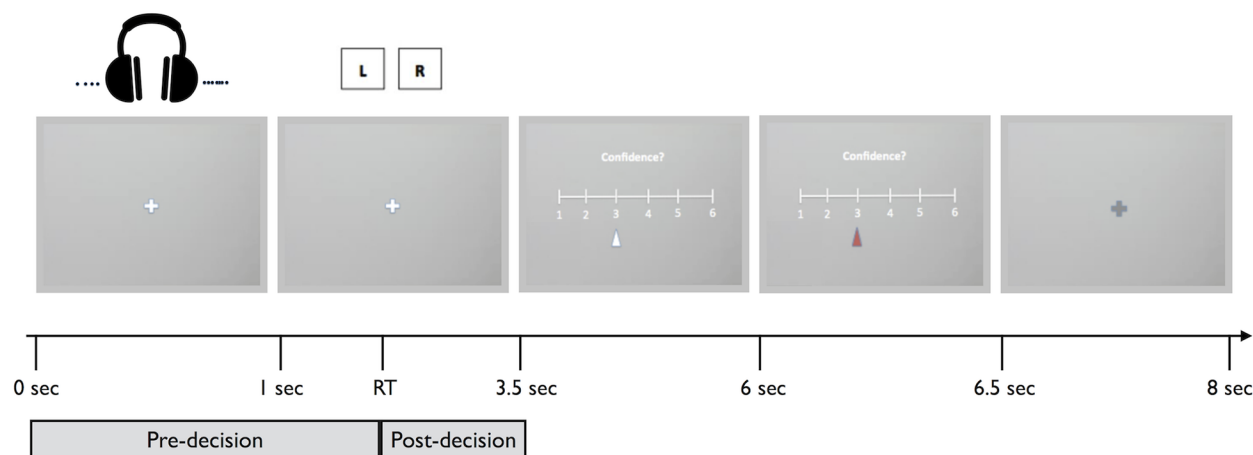 L R
Confidence?
1 2 3 4 5 6
Confidence?
1 2 3 4 5 6
0 sec 1 sec RT 3.5 sec 6 sec 6.5 sec 8 sec
Pre-decision Post-decision